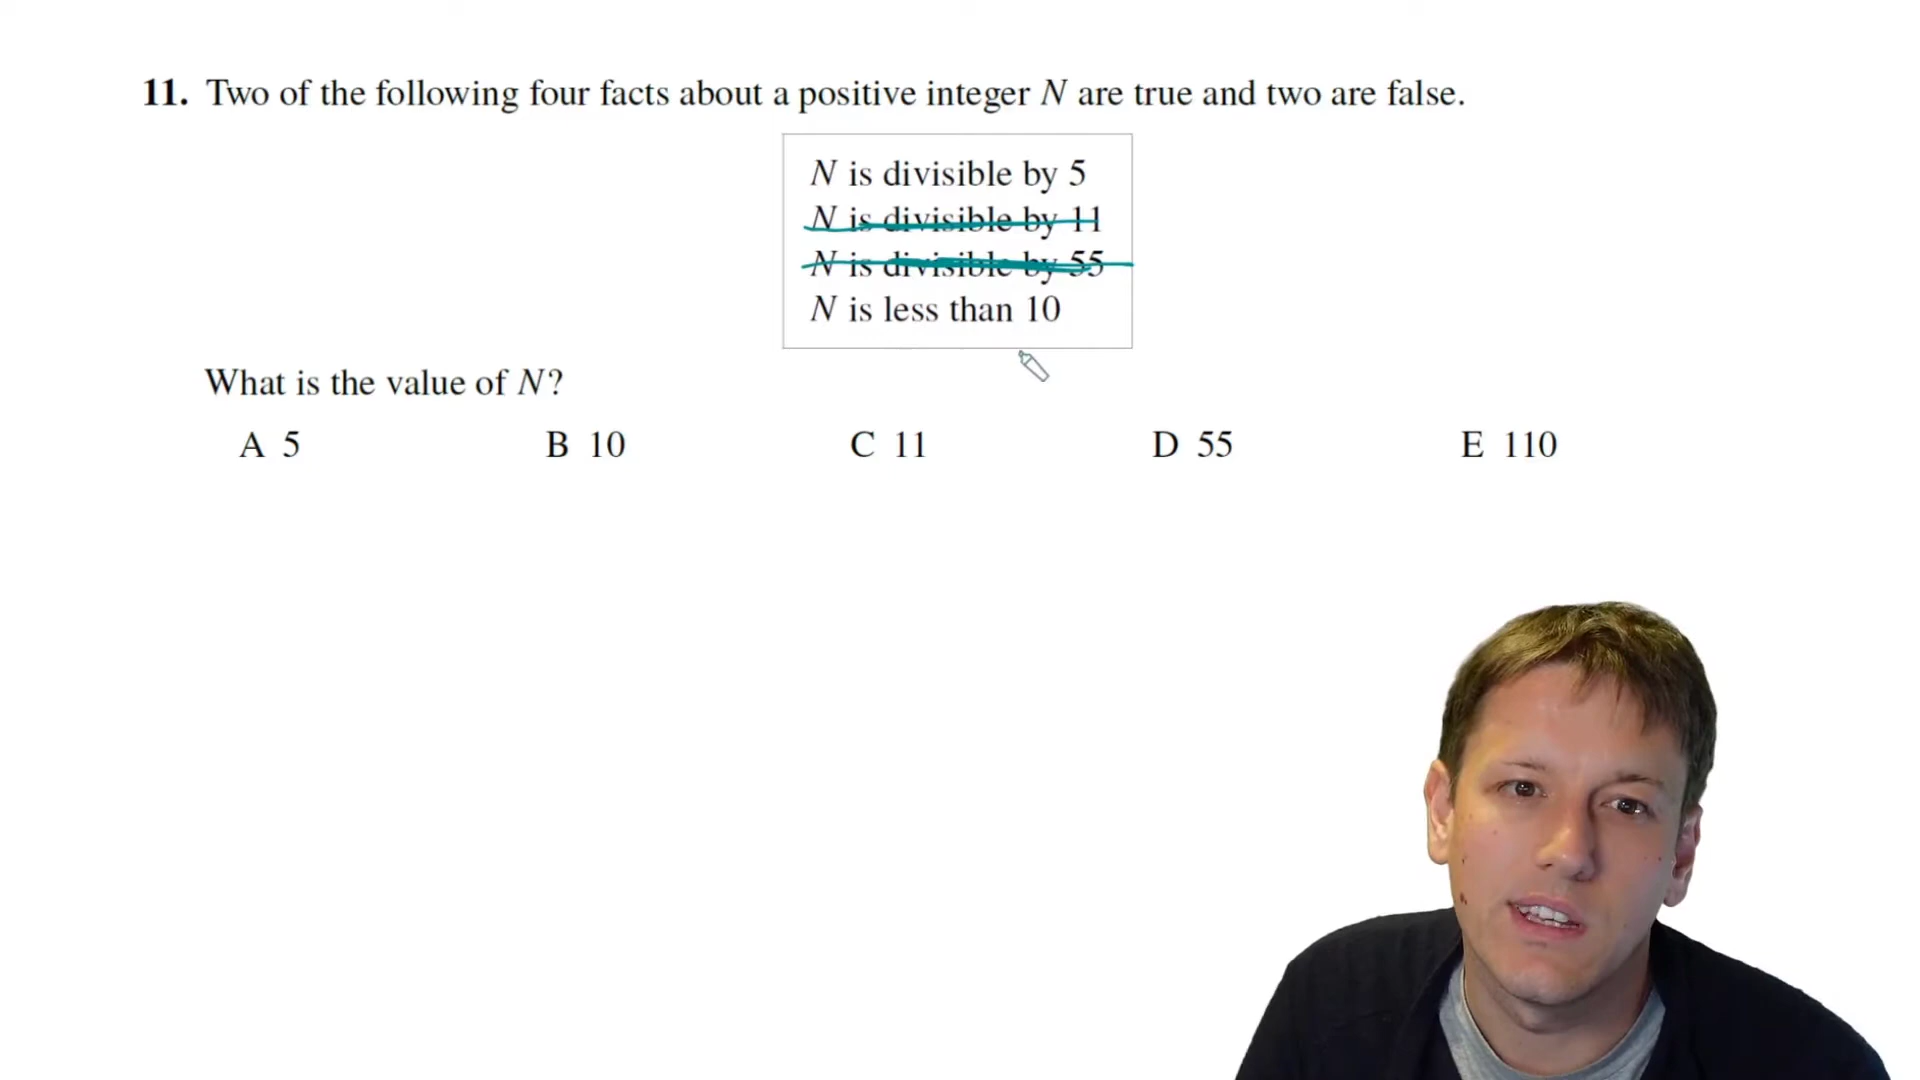 11. Two of the following four facts about a positive integer N are true and two are false.
N is divisible by 5
N is divisible by 11
N is divisible by 55
N is less than 10
What is the value of N?
A 5 B 10 C 11 D 55 E 110